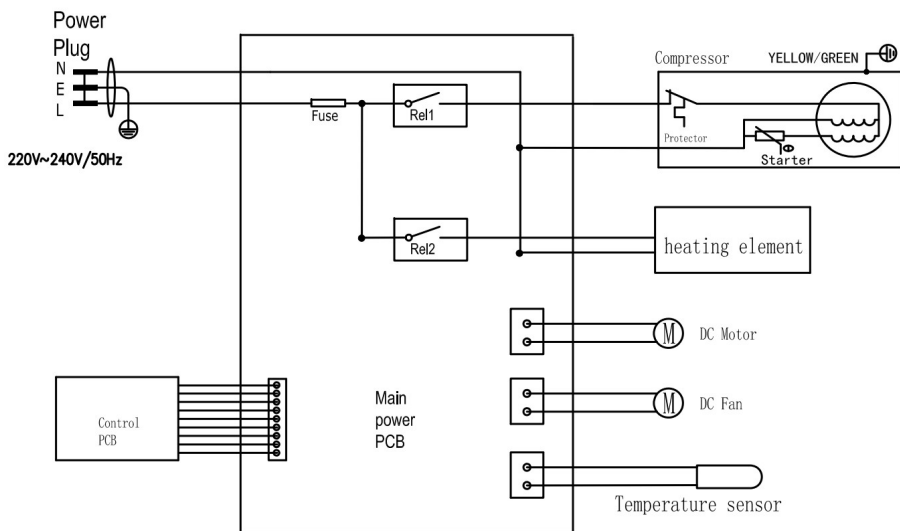 Power
Plug
N
E
L
220V~240V/50Hz
Fuse
Rel1
Rel2
Compressor
YELLOW/GREEN
Protector
Starter
heating element
M
DC Motor
M
DC Fan
Temperature sensor
Control
PCB
Main
power
PCB